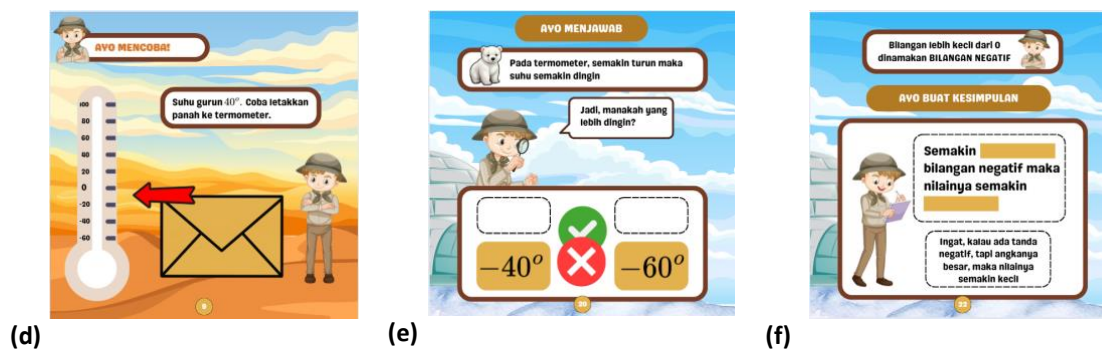 AYO MENCOBA!
Suhu gurun 40°. Coba letakkan
panah ke termometer.
100
80
60
40
20
0
-20
-40
-60
9
(d)
AYO MENJAWAB
Pada termometer, semakin turun maka
suhu semakin dingin
Jadi, manakah yang
lebih dingin?
−40°
−60°
20
(e)
Bilangan lebih kecil dari 0
dinamakan BILANGAN NEGATIF
AYO BUAT KESIMPULAN
Semakin
bilangan negatif maka
nilainya semakin
Ingat, kalau ada tanda
negatif, tapi angkanya
besar, maka nilainya
semakin kecil
22
(f)